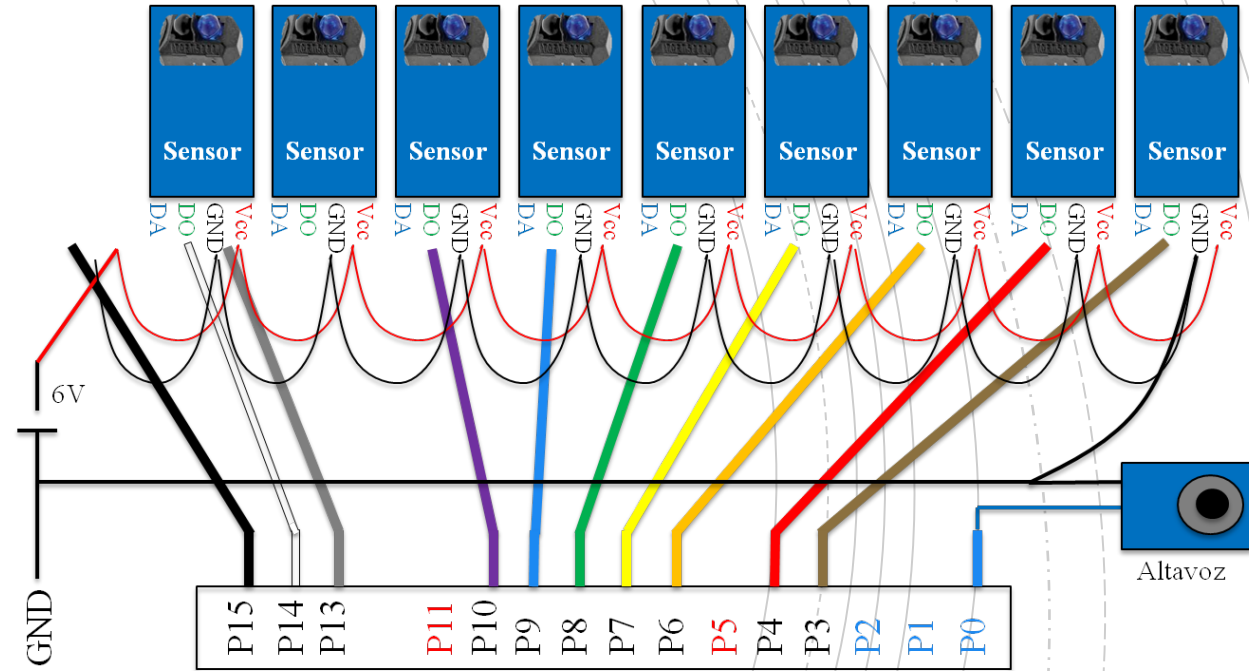 Sensor Sensor Sensor Sensor Sensor Sensor Sensor Sensor Sensor
DA DO GND Vcc DA DO GND Vcc DA DO GND Vcc DA DO GND Vcc DA DO GND Vcc DA DO GND Vcc DA DO GND Vcc DA DO GND Vcc DA DO GND Vcc
6V
Altavoz
GND
P15 P14 P13 P11 P10 P9 P8 P7 P6 P5 P4 P3 P2 P1 P0